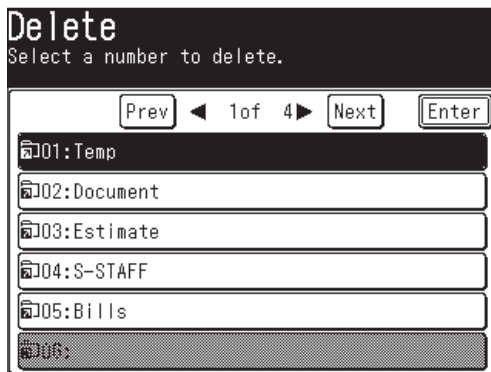 Delete
Select a number to delete.
Prev ◀ 1of 4▶ Next Enter
01:Temp
02:Document
03:Estimate
04:S-STAFF
05:Bills
06: